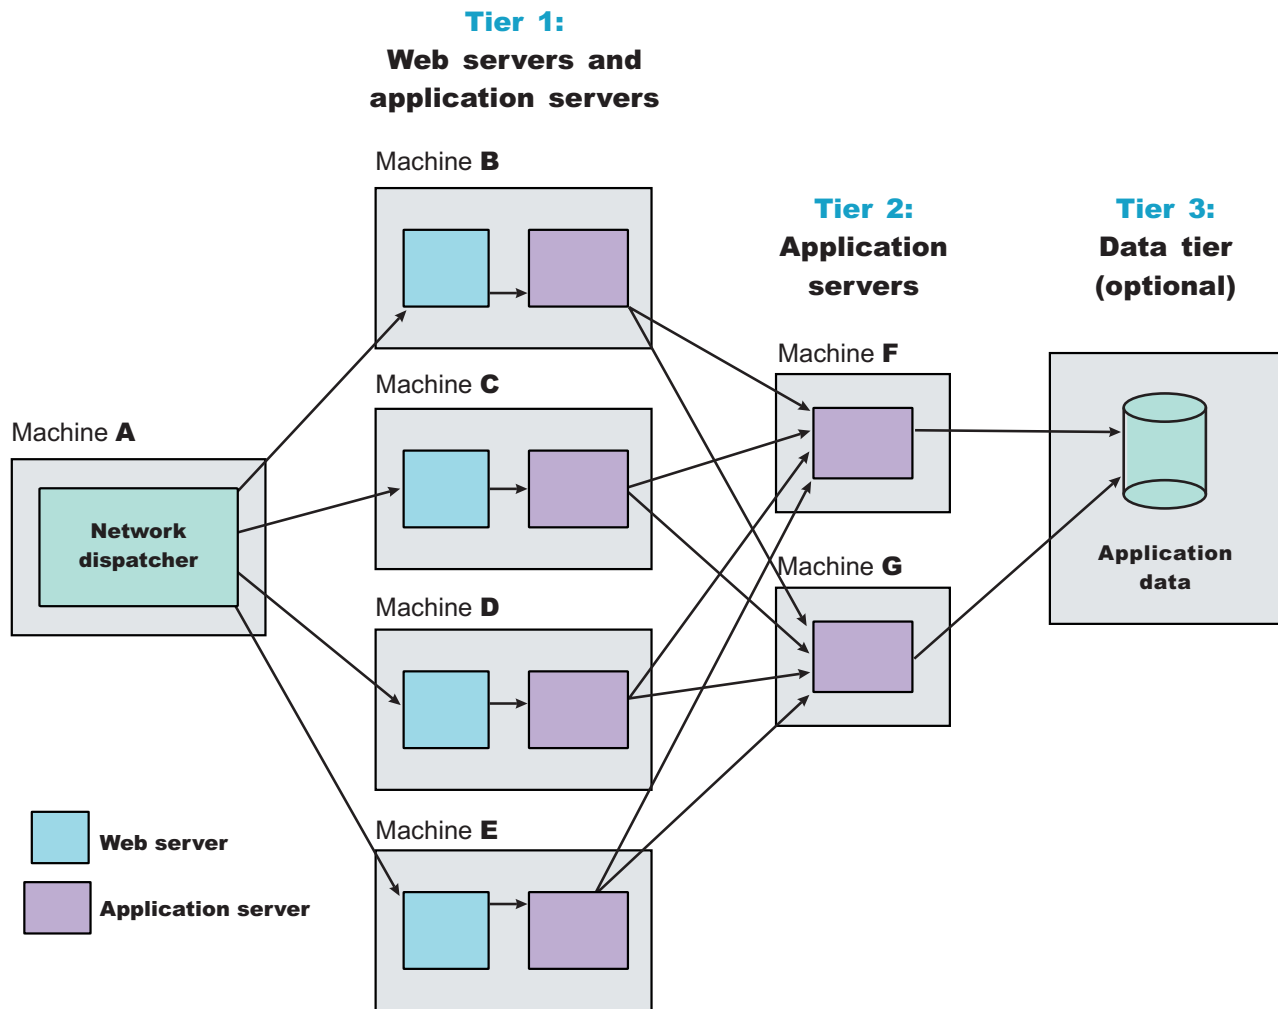 Tier 1:
Web servers and
application servers
Machine B
Tier 2:
Application
servers
Tier 3:
Data tier
(optional)
Machine F
Machine C
Machine A
Network
dispatcher
Application
data
Machine G
Machine D
Machine E
Web server
Application server